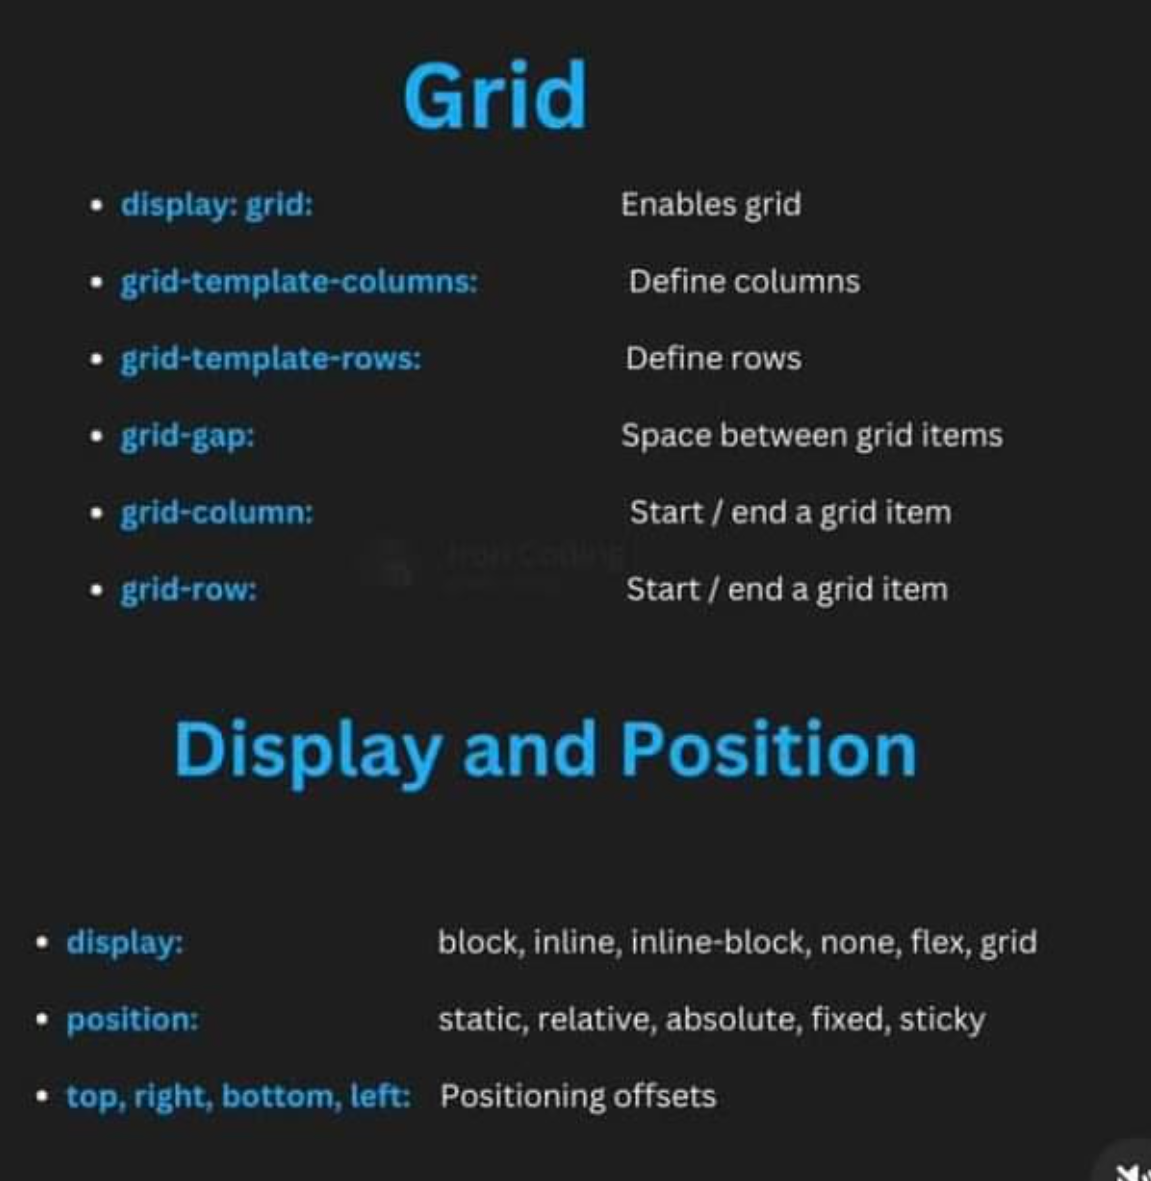 Grid
• display: grid: Enables grid
• grid-template-columns: Define columns
• grid-template-rows: Define rows
• grid-gap: Space between grid items
• grid-column: Start / end a grid item
• grid-row: Start / end a grid item
Display and Position
• display: block, inline, inline-block, none, flex, grid
• position: static, relative, absolute, fixed, sticky
• top, right, bottom, left: Positioning offsets